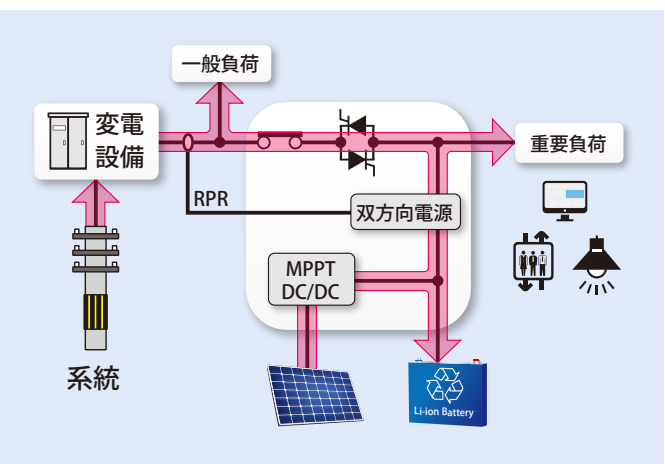 一般負荷
変電
設備
重要負荷
RPR
双方向電源
MPPT
DC/DC
系統
Li-ion Battery